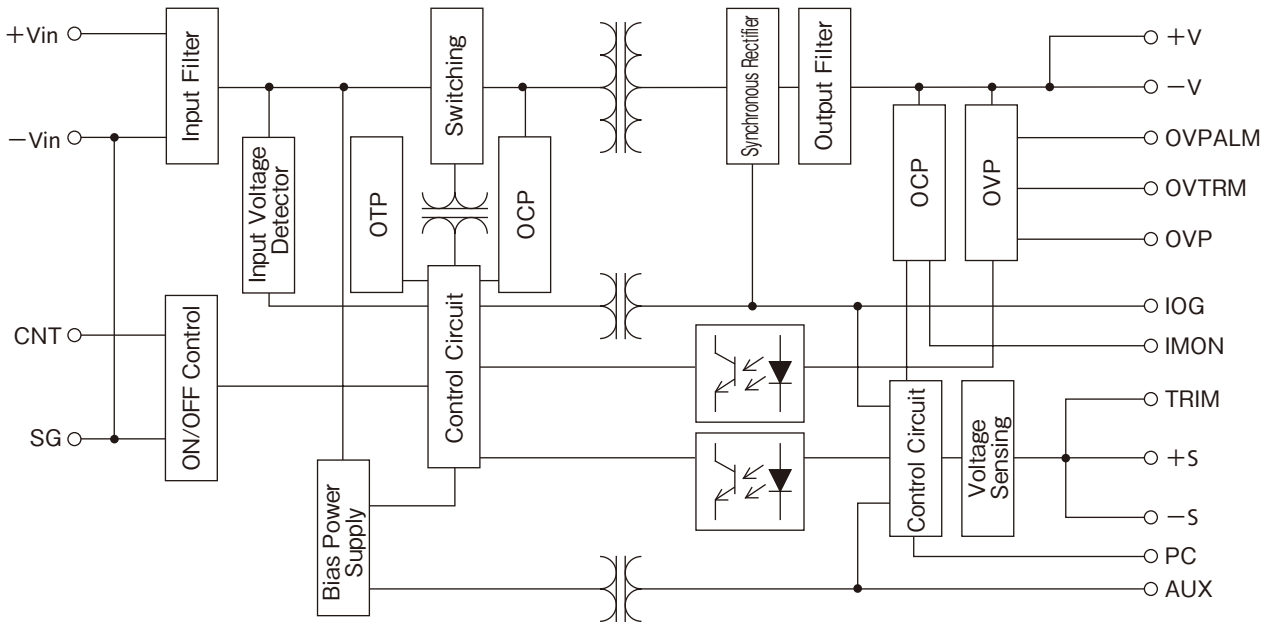 +Vin
−Vin
CNT
SG
Input Filter
ON/OFF Control
Input Voltage
Detector
Bias Power
Supply
OTP
Switching
OCP
Control Circuit
Synchronous Rectifier
Output Filter
OCP
OVP
Control Circuit
Voltage
Sensing
+V
−V
OVPALM
OVTRM
OVP
IOG
IMON
TRIM
+S
−S
PC
AUX